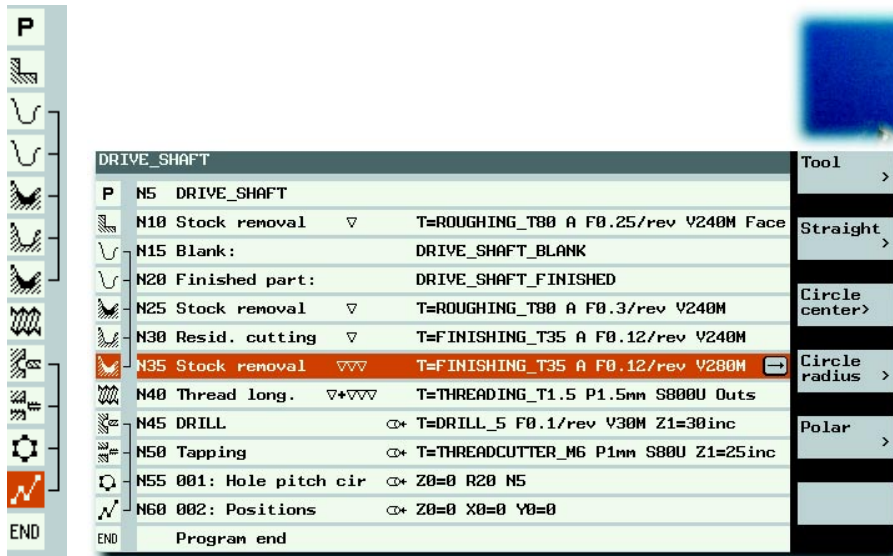 P
END
DRIVE_SHAFT
P N5 DRIVE_SHAFT
N10 Stock removal ▽ T=ROUGHING_T80 A F0.25/rev V240M Face
N15 Blank: DRIVE_SHAFT_BLANK
N20 Finished part: DRIVE_SHAFT_FINISHED
N25 Stock removal ▽ T=ROUGHING_T80 A F0.3/rev V240M
N30 Resid. cutting ▽ T=FINISHING_T35 A F0.12/rev V240M
N35 Stock removal ▽▽▽ T=FINISHING_T35 A F0.12/rev V280M
N40 Thread long. ▽+▽▽▽ T=THREADING_T1.5 P1.5mm S800U Outs
N45 DRILL T=DRILL_5 F0.1/rev V30M Z1=30inc
N50 Tapping T=THREADCUTTER_M6 P1mm S80U Z1=25inc
N55 001: Hole pitch cir Z0=0 R20 N5
N60 002: Positions Z0=0 X0=0 Y0=0
END Program end
Tool >
Straight >
Circle
center>
Circle
radius >
Polar >